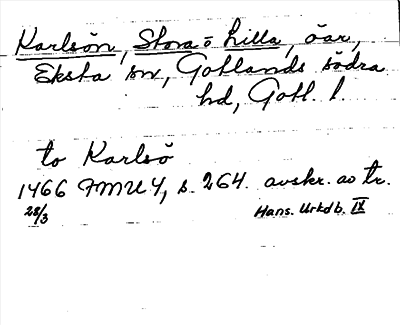 Karlsön, Stora o Lilla, öar,
Eksta sn, Gotlands södra
hd, Gotl. l.
to Karlsö
1466 FMU 4, s. 264. avskr. av tr.
28/3 Hans. Urkdb. IX